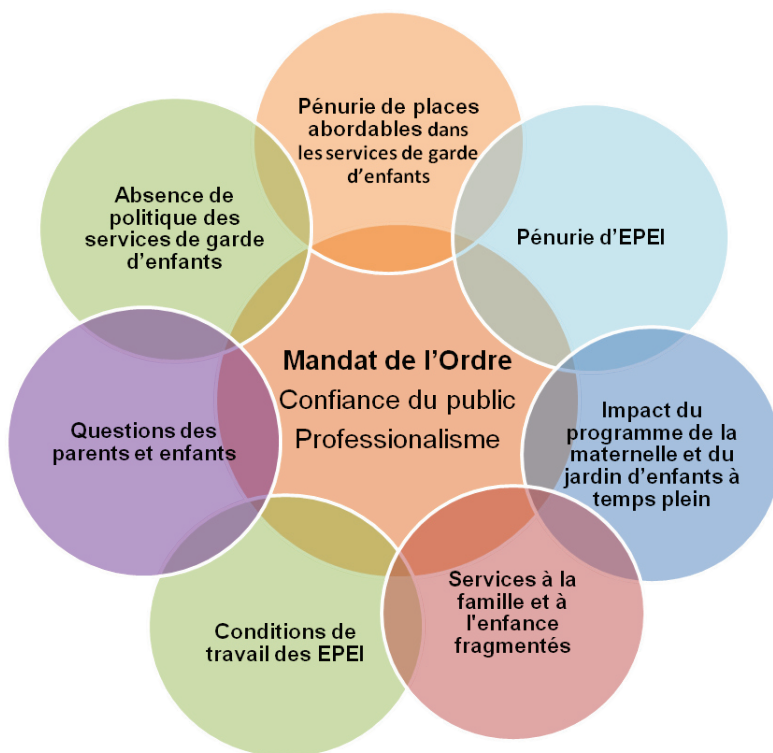 Pénurie de places
abordables dans
les services de garde
d'enfants
Absence de
politique des
services de garde
d'enfants
Pénurie d'EPEI
Mandat de l'Ordre
Confiance du public
Professionalisme
Questions des
parents et enfants
Impact du
programme de la
maternelle et du
jardin d'enfants à
temps plein
Services à la
famille et à
l'enfance
fragmentés
Conditions de
travail des EPEI